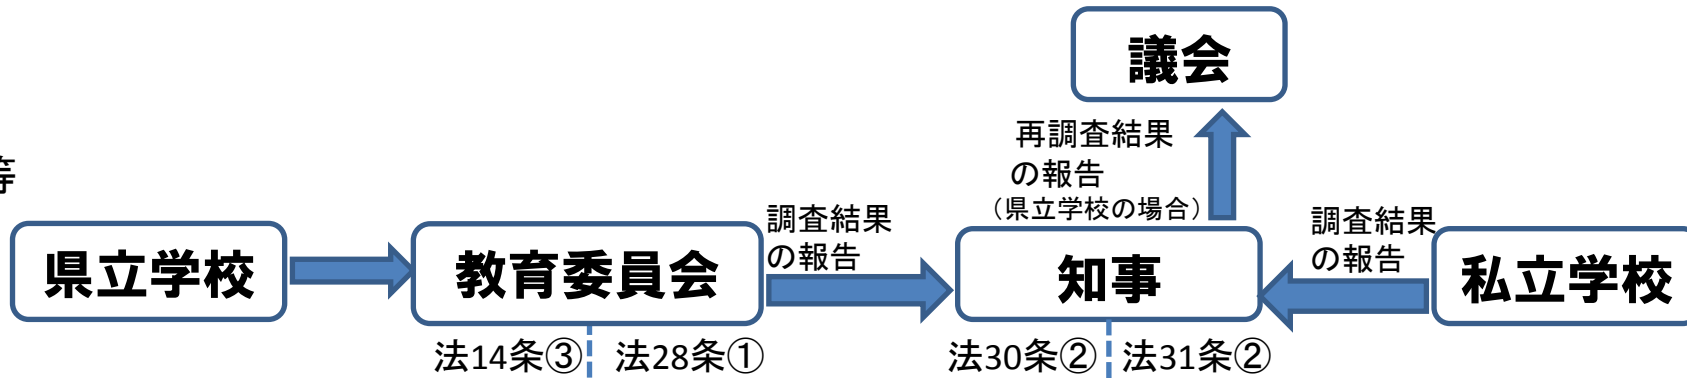 議会
再調査結果
の報告
（県立学校の場合）
等
県立学校
教育委員会
調査結果
の報告
知事
調査結果
の報告
私立学校
法14条③
法28条①
法30条②
法31条②